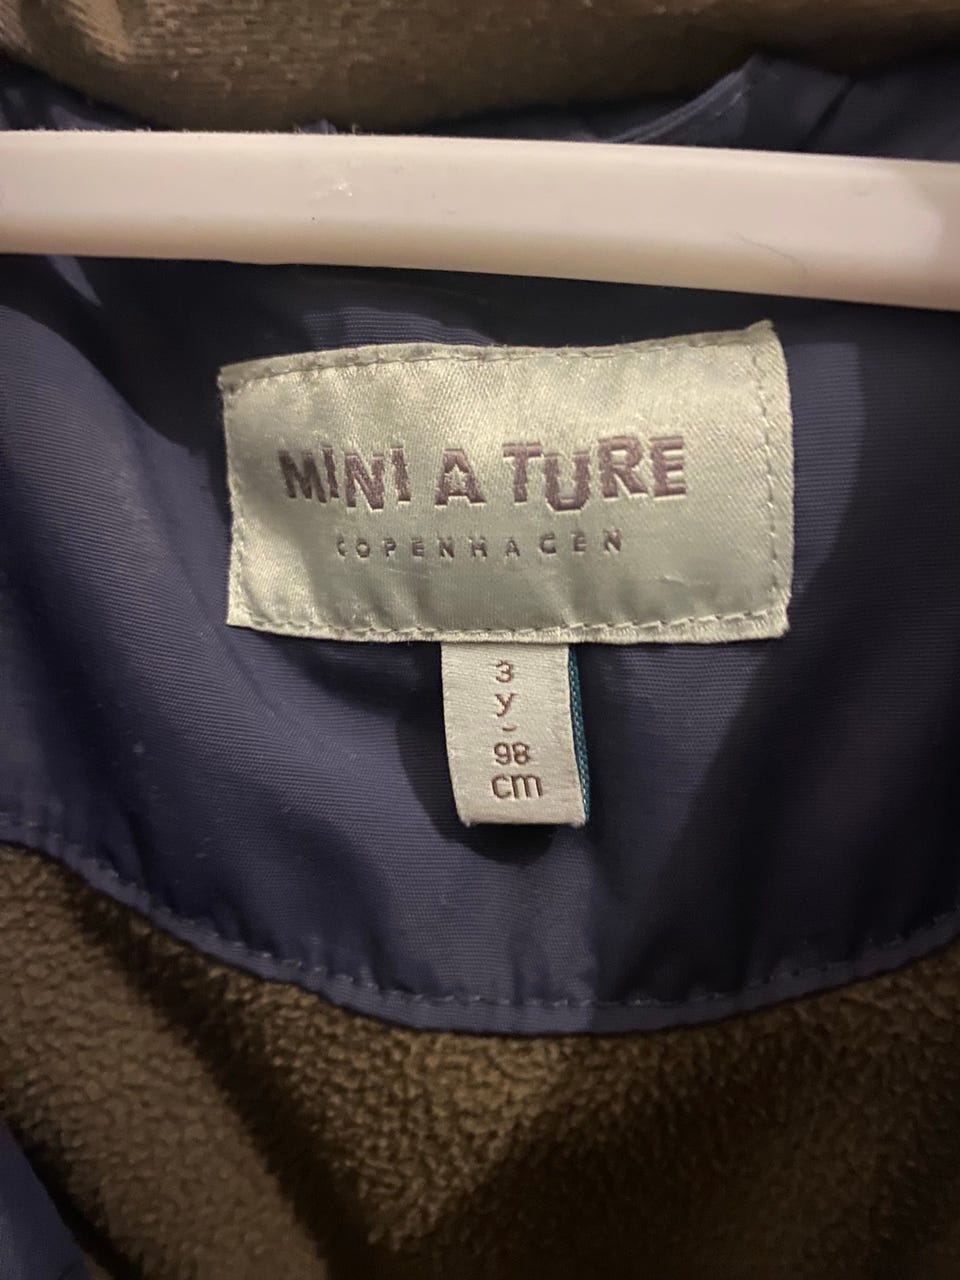 MINI A TURE
COPENHAGEN
3
y
-
98
cm